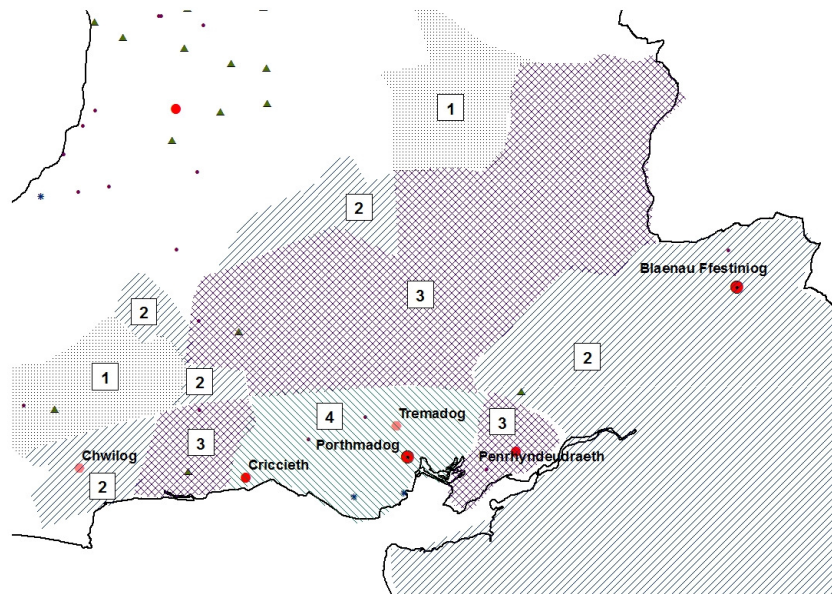 1
2
Blaenau Ffestiniog
3
2
2
1
2
4
Tremadog
3
3
Porthmadog
Chwilog
Penrhyndeudraeth
Criccieth
2